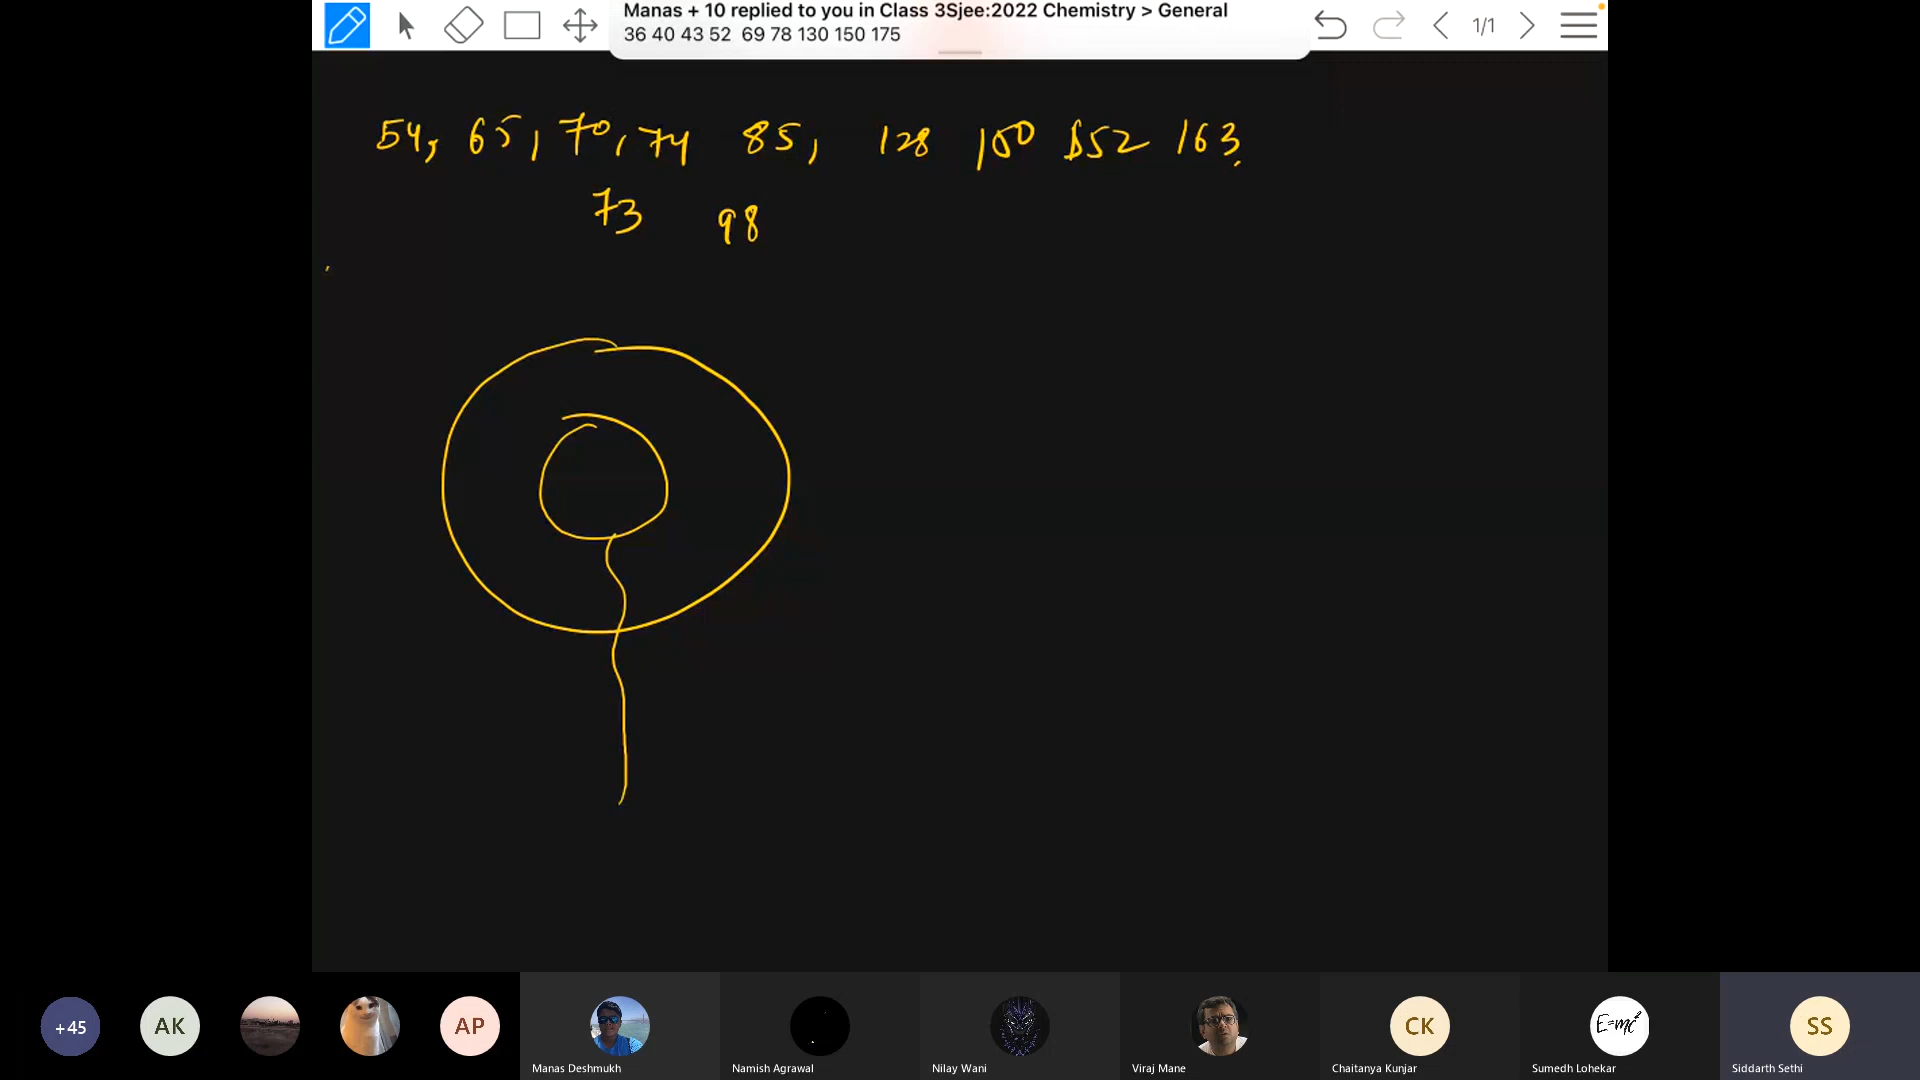 Manas + 10 replied to you in Class 3Sjee:2022 Chemistry > General
36 40 43 52 69 78 130 150 175
1/1
54, 65, 70, 74 85, 128 150 152 163.
73 98
+45
AK
AP
E=mc²
CK
SS
Manas Deshmukh
Namish Agrawal
Nilay Wani
Viraj Mane
Chaitanya Kunjar
Sumedh Lohekar
Siddarth Sethi